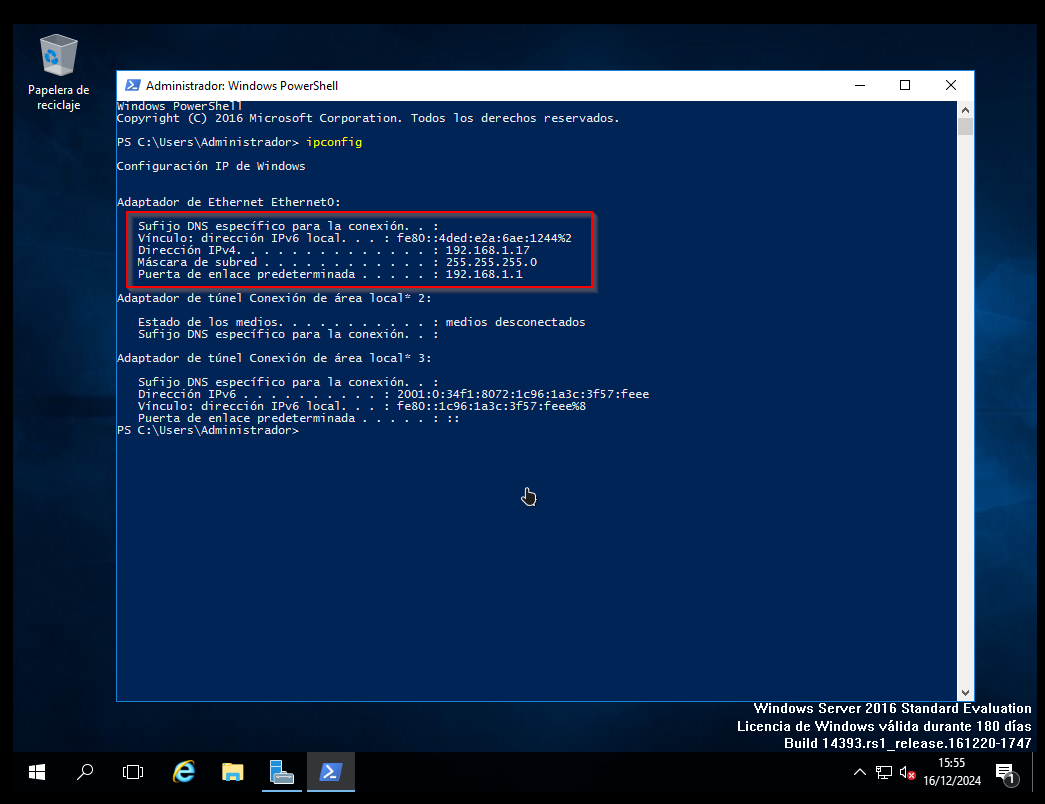 Papelera de
reciclaje
Administrador: Windows PowerShell
Windows PowerShell
Copyright (C) 2016 Microsoft Corporation. Todos los derechos reservados.
PS C:\Users\Administrador> ipconfig
Configuración IP de Windows
Adaptador de Ethernet Ethernet0:
Sufijo DNS específico para la conexión. . :
Vínculo: dirección IPv6 local. . . : fe80::4ded:e2a:6ae:1244%2
Dirección IPv4. . . . . . . . . . . . . . : 192.168.1.17
Máscara de subred . . . . . . . . . . . . : 255.255.255.0
Puerta de enlace predeterminada . . . . . : 192.168.1.1
Adaptador de túnel Conexión de área local* 2:
Estado de los medios. . . . . . . . . . . : medios desconectados
Sufijo DNS específico para la conexión. . :
Adaptador de túnel Conexión de área local* 3:
Sufijo DNS específico para la conexión. . :
Dirección IPv6 . . . . . . . . . . : 2001:0:34f1:8072:1c96:1a3c:3f57:feee
Vínculo: dirección IPv6 local. . . : fe80::1c96:1a3c:3f57:feee%8
Puerta de enlace predeterminada . . . . . : ::
PS C:\Users\Administrador>
Windows Server 2016 Standard Evaluation
Licencia de Windows válida durante 180 días
Build 14393.rs1_release.161220-1747
15:55
16/12/2024
1